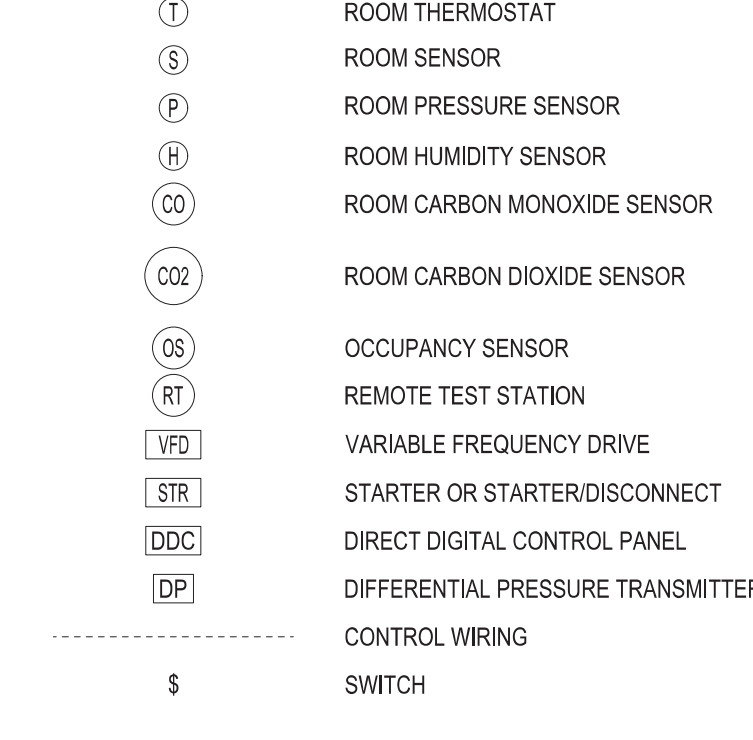 T ROOM THERMOSTAT
S ROOM SENSOR
P ROOM PRESSURE SENSOR
H ROOM HUMIDITY SENSOR
CO ROOM CARBON MONOXIDE SENSOR
CO2 ROOM CARBON DIOXIDE SENSOR
OS OCCUPANCY SENSOR
RT REMOTE TEST STATION
VFD VARIABLE FREQUENCY DRIVE
STR STARTER OR STARTER/DISCONNECT
DDC DIRECT DIGITAL CONTROL PANEL
DP DIFFERENTIAL PRESSURE TRANSMITTER
CONTROL WIRING
$ SWITCH